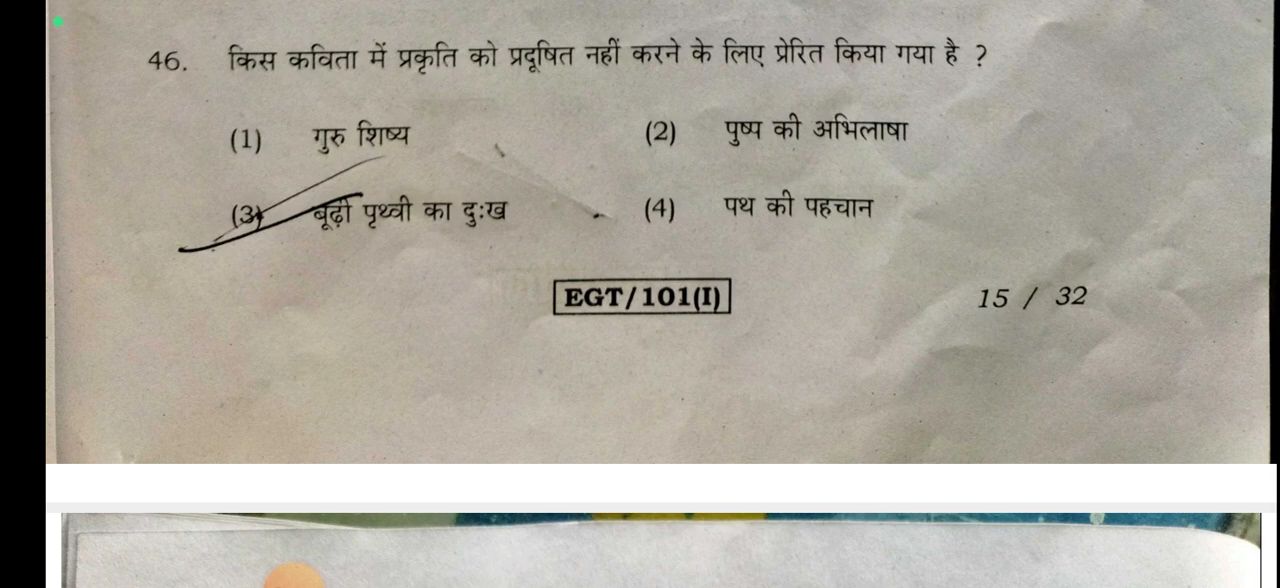 46. किस कविता में प्रकृति को प्रदूषित नहीं करने के लिए प्रेरित किया गया है ?
(1) गुरु शिष्य (2) पुष्प की अभिलाषा
(3) बूढ़ी पृथ्वी का दुःख (4) पथ की पहचान
EGT/101(I) 15 / 32